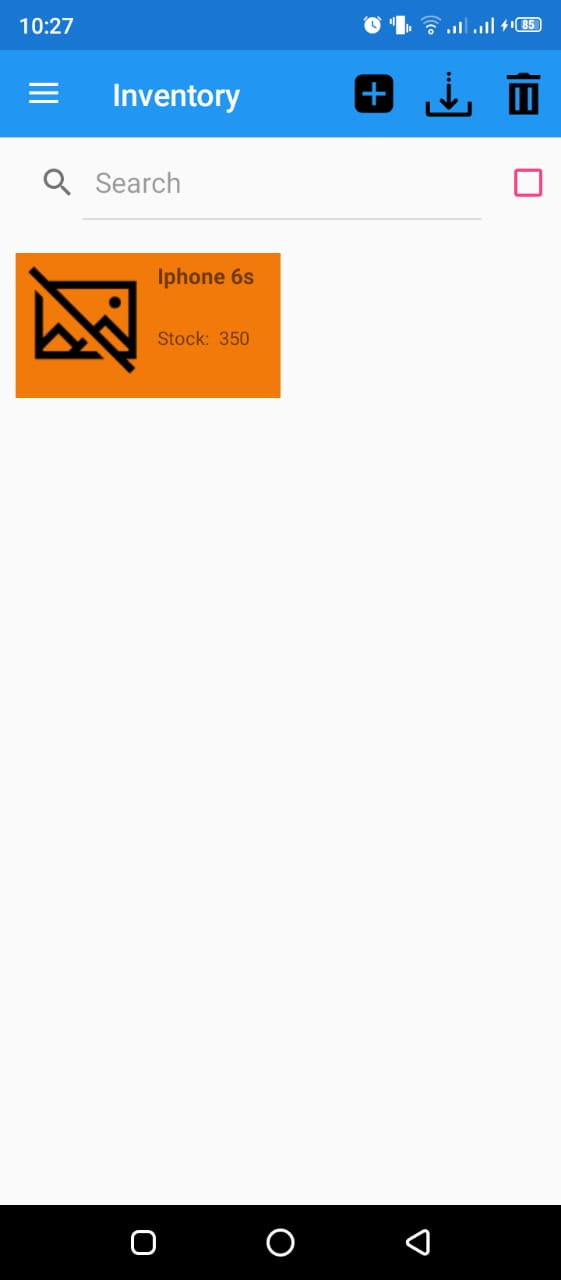 10:27
85
Inventory
Search
Iphone 6s
Stock: 350